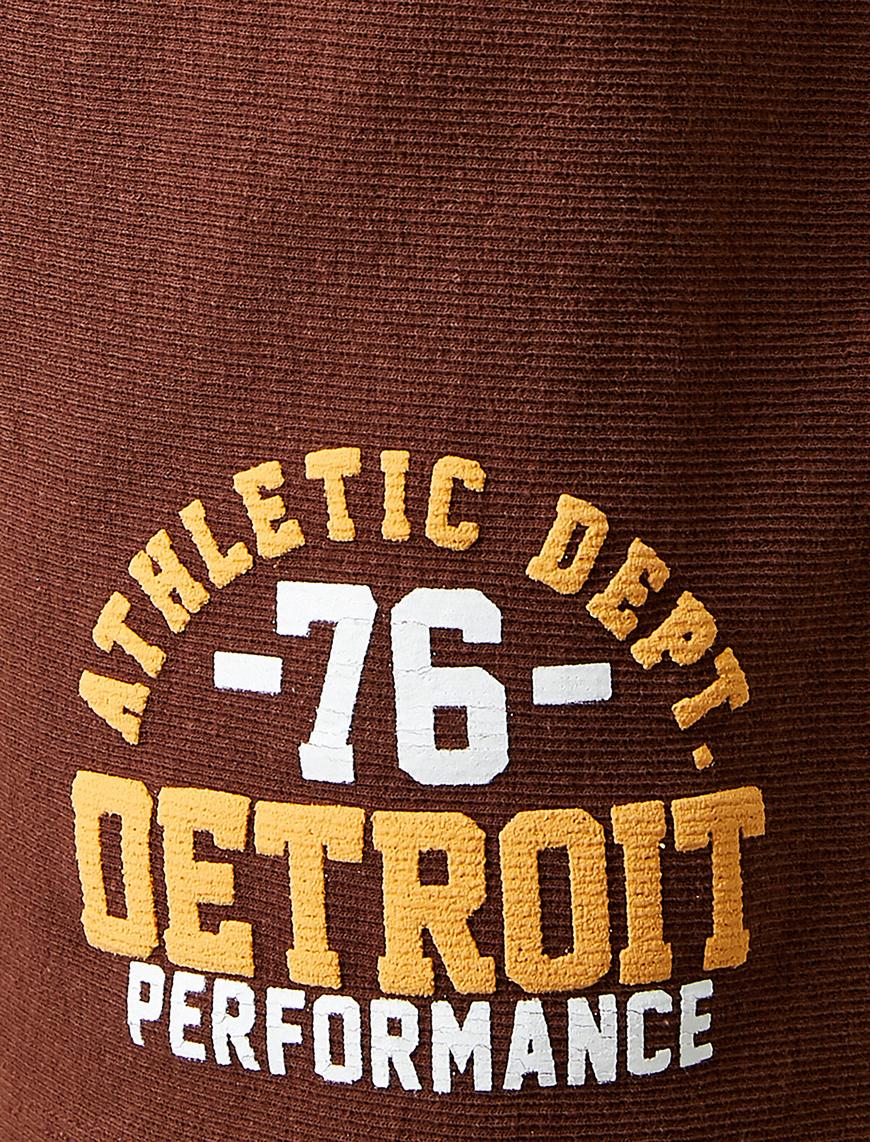 ATHLETIC DEPT.
-76-
DETROIT
PERFORMANCE